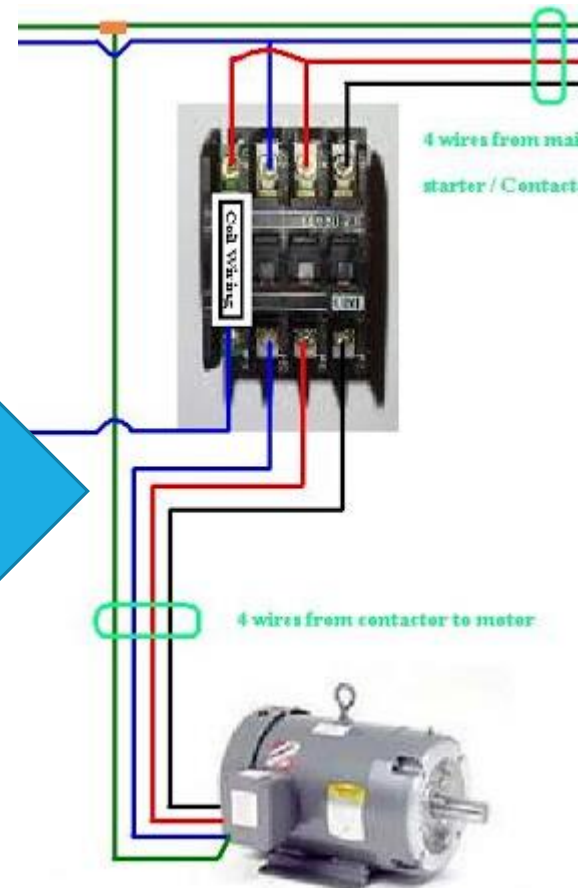 4 wires from mai
starter / Contact
Coil Wiring
4 wires from contactor to motor